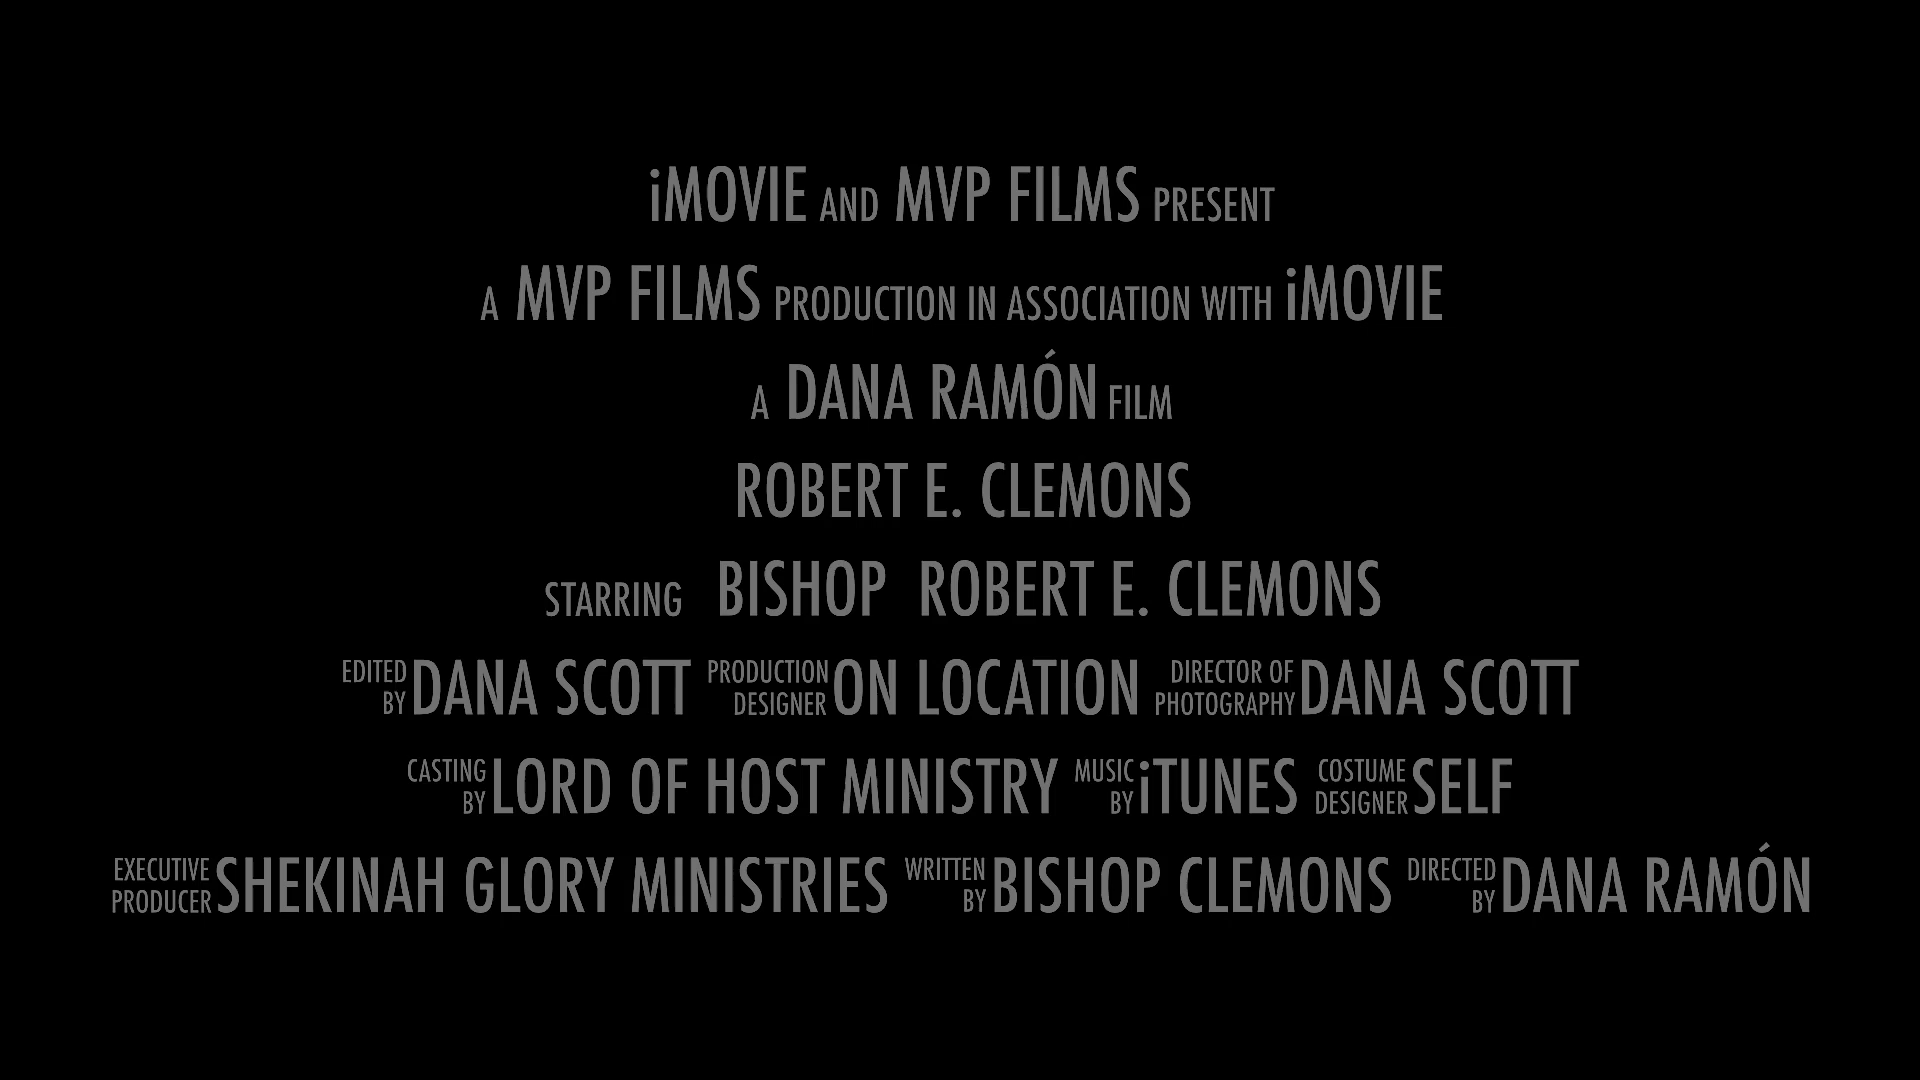 iMOVIE AND MVP FILMS PRESENT
A MVP FILMS PRODUCTION IN ASSOCIATION WITH iMOVIE
A DANA RAMÓN FILM
ROBERT E. CLEMONS
STARRING BISHOP ROBERT E. CLEMONS
EDITED BY DANA SCOTT PRODUCTION DESIGNER ON LOCATION DIRECTOR OF PHOTOGRAPHY DANA SCOTT
CASTING BY LORD OF HOST MINISTRY MUSIC BY iTUNES COSTUME DESIGNER SELF
EXECUTIVE PRODUCER SHEKINAH GLORY MINISTRIES WRITTEN BY BISHOP CLEMONS DIRECTED BY DANA RAMÓN